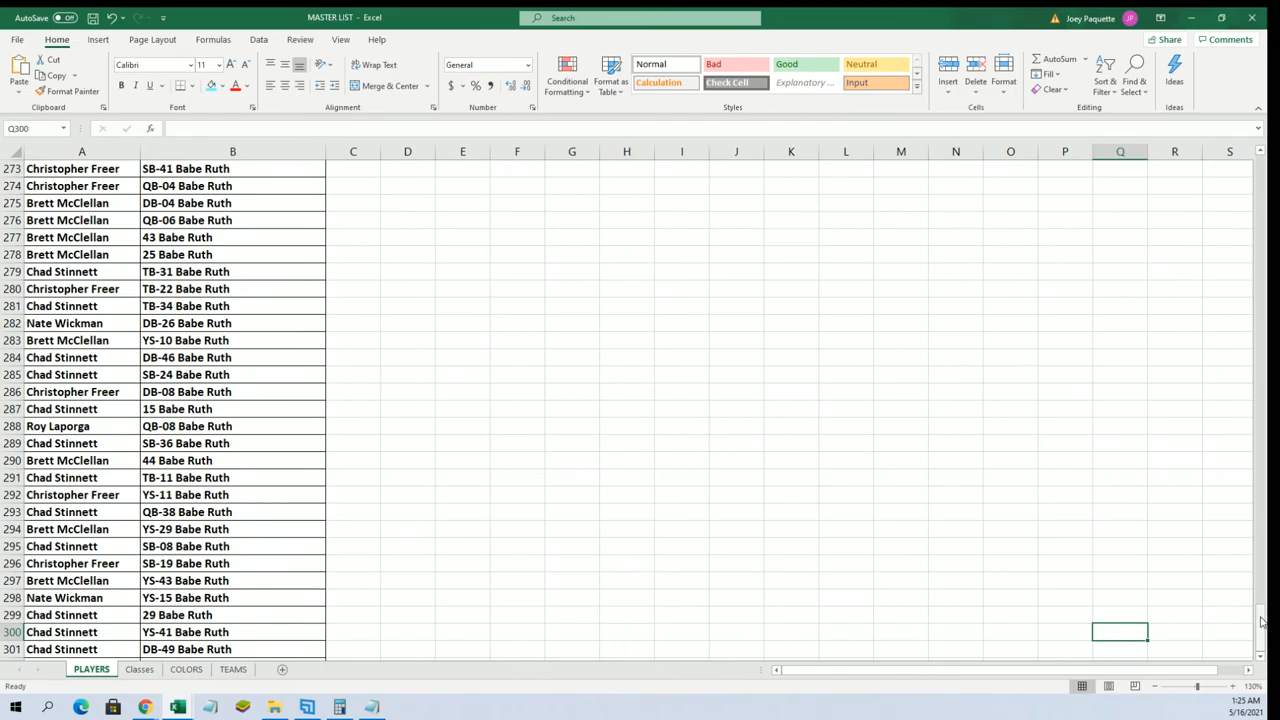 AutoSave Off MASTER LIST - Excel Search Joey Paquette JP
File Home Insert Page Layout Formulas Data Review View Help Share Comments
Paste Cut Copy Format Painter Clipboard
Calibri 11 A A B I U A Font
Wrap Text Merge & Center Alignment
General $ % , Number
Conditional Formatting Format as Table
Normal Bad Good Neutral
Calculation Check Cell Explanatory ... Input
Styles
Insert Delete Format Cells
AutoSum Fill Clear Sort & Filter Find & Select Editing
Ideas Ideas
Q300 fx
A B C D E F G H I J K L M N O P Q R S
273 Christopher Freer SB-41 Babe Ruth
274 Christopher Freer QB-04 Babe Ruth
275 Brett McClellan DB-04 Babe Ruth
276 Brett McClellan QB-06 Babe Ruth
277 Brett McClellan 43 Babe Ruth
278 Brett McClellan 25 Babe Ruth
279 Chad Stinnett TB-31 Babe Ruth
280 Christopher Freer TB-22 Babe Ruth
281 Chad Stinnett TB-34 Babe Ruth
282 Nate Wickman DB-26 Babe Ruth
283 Brett McClellan YS-10 Babe Ruth
284 Chad Stinnett DB-46 Babe Ruth
285 Chad Stinnett SB-24 Babe Ruth
286 Christopher Freer DB-08 Babe Ruth
287 Chad Stinnett 15 Babe Ruth
288 Roy Laporga QB-08 Babe Ruth
289 Chad Stinnett SB-36 Babe Ruth
290 Brett McClellan 44 Babe Ruth
291 Chad Stinnett TB-11 Babe Ruth
292 Christopher Freer YS-11 Babe Ruth
293 Chad Stinnett QB-38 Babe Ruth
294 Brett McClellan YS-29 Babe Ruth
295 Chad Stinnett SB-08 Babe Ruth
296 Christopher Freer SB-19 Babe Ruth
297 Brett McClellan YS-43 Babe Ruth
298 Nate Wickman YS-15 Babe Ruth
299 Chad Stinnett 29 Babe Ruth
300 Chad Stinnett YS-41 Babe Ruth
301 Chad Stinnett DB-49 Babe Ruth
PLAYERS Classes COLORS TEAMS
Ready 130%
1:25 AM
5/16/2021